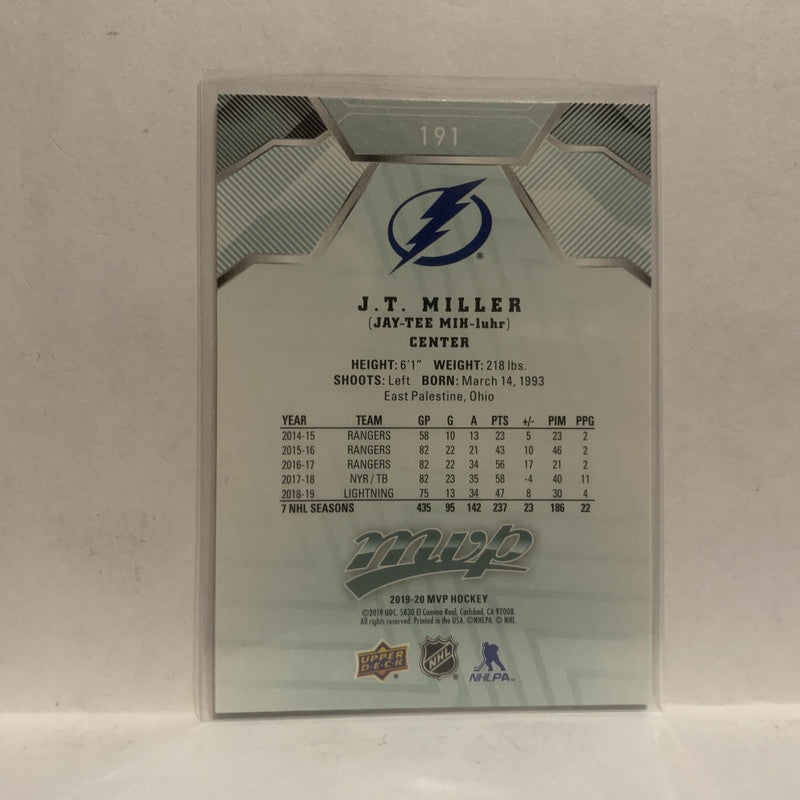 191
®
J.T. MILLER
(JAY-TEE MIH-luhr)
CENTER
HEIGHT: 6'1" WEIGHT: 218 lbs.
SHOOTS: Left BORN: March 14, 1993
East Palestine, Ohio
YEAR TEAM GP G A PTS +/- PIM PPG
2014-15 RANGERS 58 10 13 23 5 23 2
2015-16 RANGERS 82 22 21 43 10 46 2
2016-17 RANGERS 82 22 34 56 17 21 2
2017-18 NYR / TB 82 23 35 58 -4 40 11
2018-19 LIGHTNING 75 13 34 47 8 30 4
7 NHL SEASONS 435 95 142 237 23 186 22
mvp
2019-20 MVP HOCKEY
©2019 UDC. 5830 El Camino Real, Carlsbad, CA 92008.
All rights reserved. Printed in the USA. ©NHLPA. © NHL.
UPPER DECK NHL NHLPA